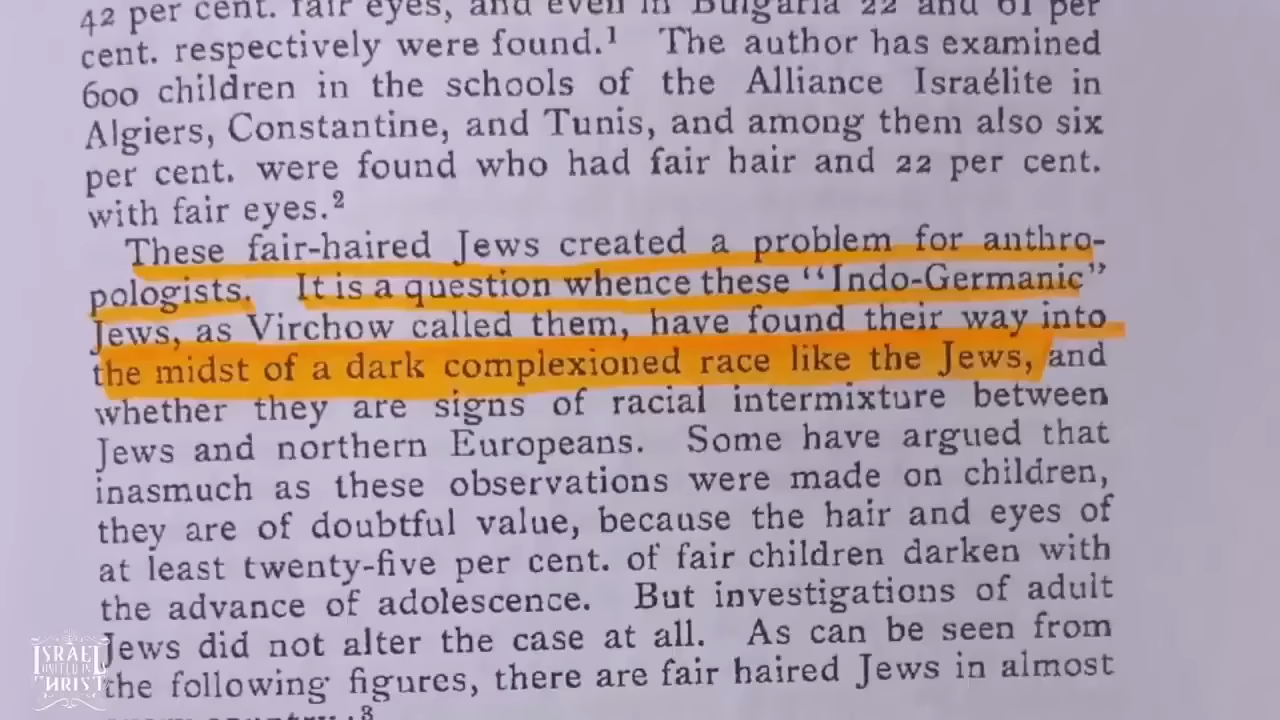 42 per cent. fair eyes, and even in Bulgaria 22 and 61 per
cent. respectively were found.¹ The author has examined
600 children in the schools of the Alliance Israélite in
Algiers, Constantine, and Tunis, and among them also six
per cent. were found who had fair hair and 22 per cent.
with fair eyes.²
These fair-haired Jews created a problem for anthro-
pologists. It is a question whence these “Indo-Germanic”
Jews, as Virchow called them, have found their way into
the midst of a dark complexioned race like the Jews, and
whether they are signs of racial intermixture between
Jews and northern Europeans. Some have argued that
inasmuch as these observations were made on children,
they are of doubtful value, because the hair and eyes of
at least twenty-five per cent. of fair children darken with
the advance of adolescence. But investigations of adult
Jews did not alter the case at all. As can be seen from
the following figures, there are fair haired Jews in almost
country.³
ISRAEL
UNITED IN
CHRIST